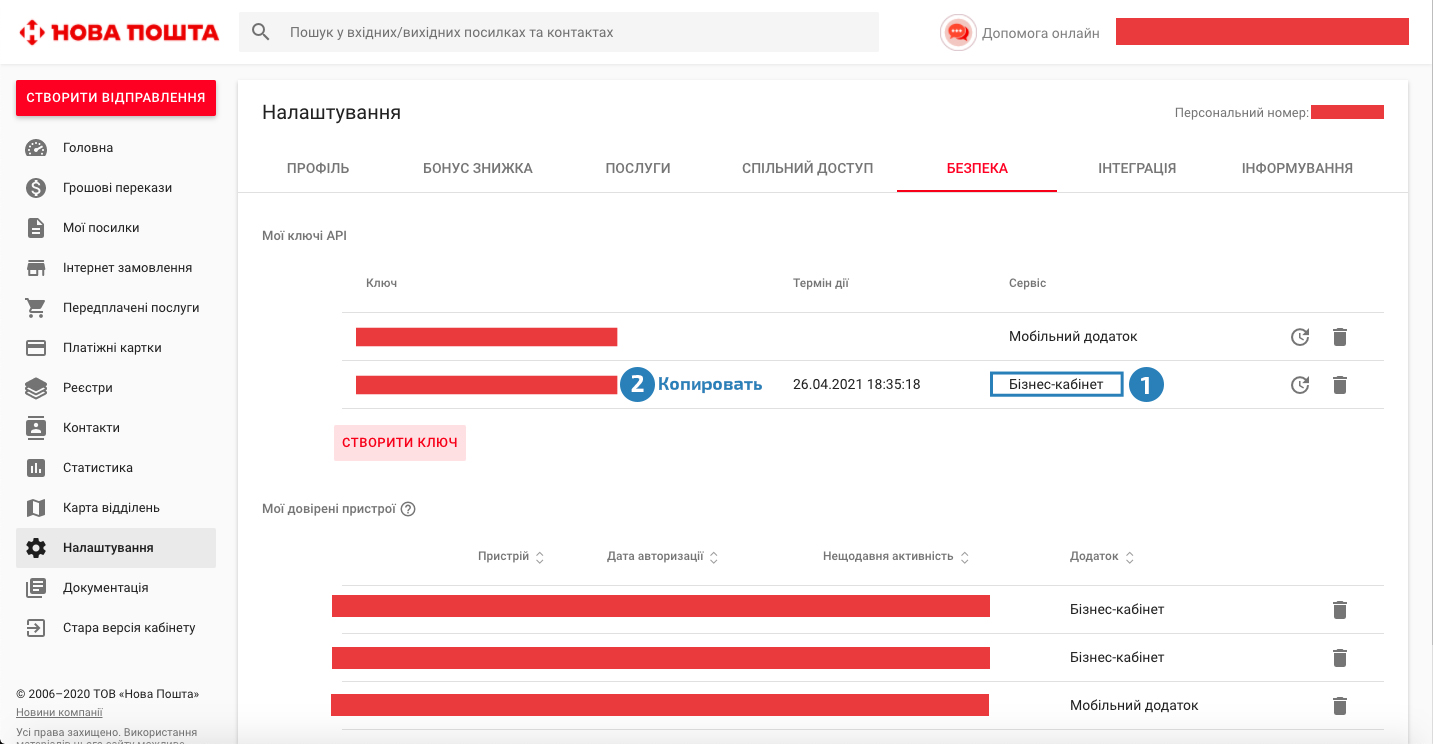 НОВА ПОШТА
Пошук у вхідних/вихідних посилках та контактах
Допомога онлайн
СТВОРИТИ ВІДПРАВЛЕННЯ
Головна
Грошові перекази
Мої посилки
Інтернет замовлення
Передплачені послуги
Платіжні картки
Реєстри
Контакти
Статистика
Карта відділень
Налаштування
Документація
Стара версія кабінету
© 2006–2020 ТОВ «Нова Пошта»
Новини компанії
Усі права захищено. Використання
матеріалів цього сайту можливе
Налаштування
Персональний номер:
ПРОФІЛЬ БОНУС ЗНИЖКА ПОСЛУГИ СПІЛЬНИЙ ДОСТУП БЕЗПЕКА ІНТЕГРАЦІЯ ІНФОРМУВАННЯ
Мої ключі API
Ключ Термін дії Сервіс
Мобільний додаток
2 Копировать 26.04.2021 18:35:18 Бізнес-кабінет 1
СТВОРИТИ КЛЮЧ
Мої довірені пристрої ?
Пристрій Дата авторизації Нещодавня активність Додаток
Бізнес-кабінет
Бізнес-кабінет
Мобільний додаток